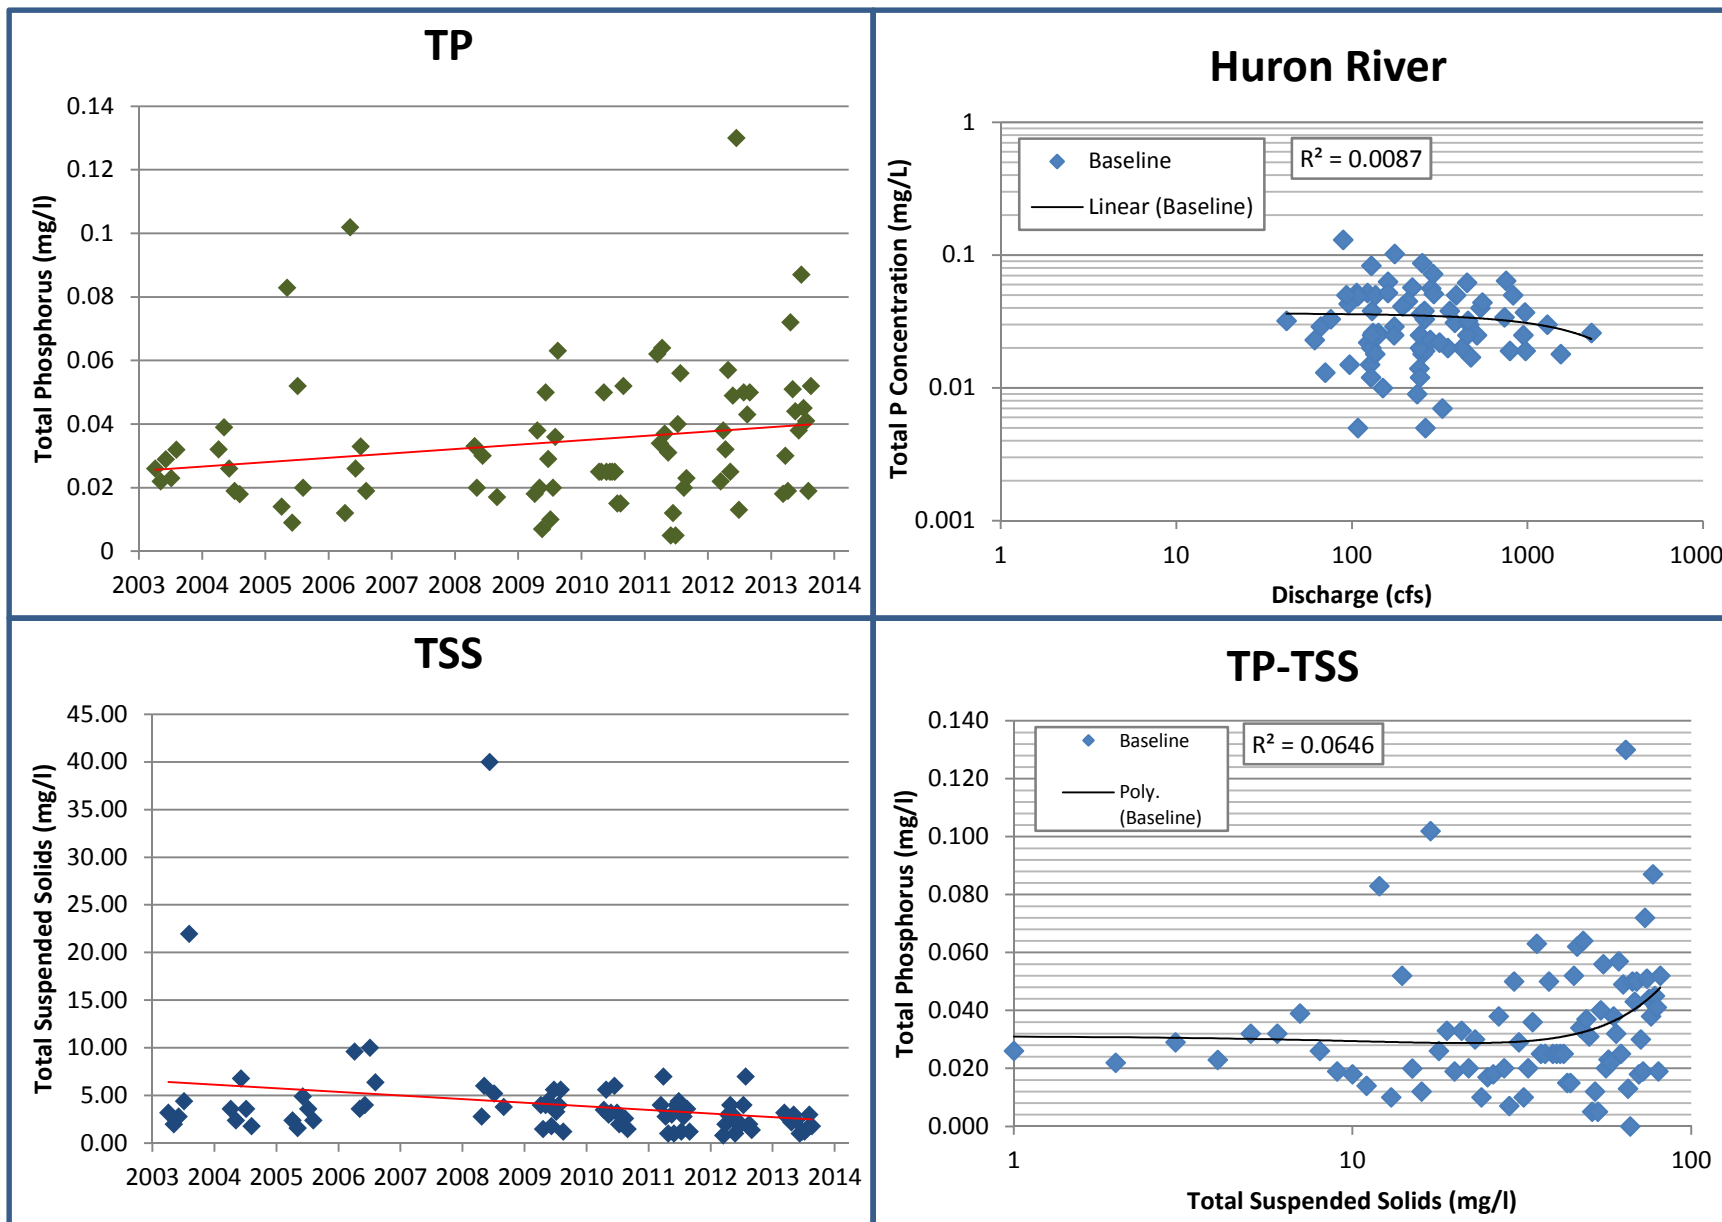 TP
Total Phosphorus (mg/l)
0.14
0.12
0.1
0.08
0.06
0.04
0.02
0
2003 2004 2005 2006 2007 2008 2009 2010 2011 2012 2013 2014
Huron River
Total P Concentration (mg/L)
1
0.1
0.01
0.001
Baseline
Linear (Baseline)
R² = 0.0087
1 10 100 1000 1000
Discharge (cfs)
TSS
Total Suspended Solids (mg/l)
45.00
40.00
35.00
30.00
25.00
20.00
15.00
10.00
5.00
0.00
2003 2004 2005 2006 2007 2008 2009 2010 2011 2012 2013 2014
TP-TSS
Total Phosphorus (mg/l)
0.140
0.120
0.100
0.080
0.060
0.040
0.020
0.000
Baseline
Poly.
(Baseline)
R² = 0.0646
1 10 100
Total Suspended Solids (mg/l)